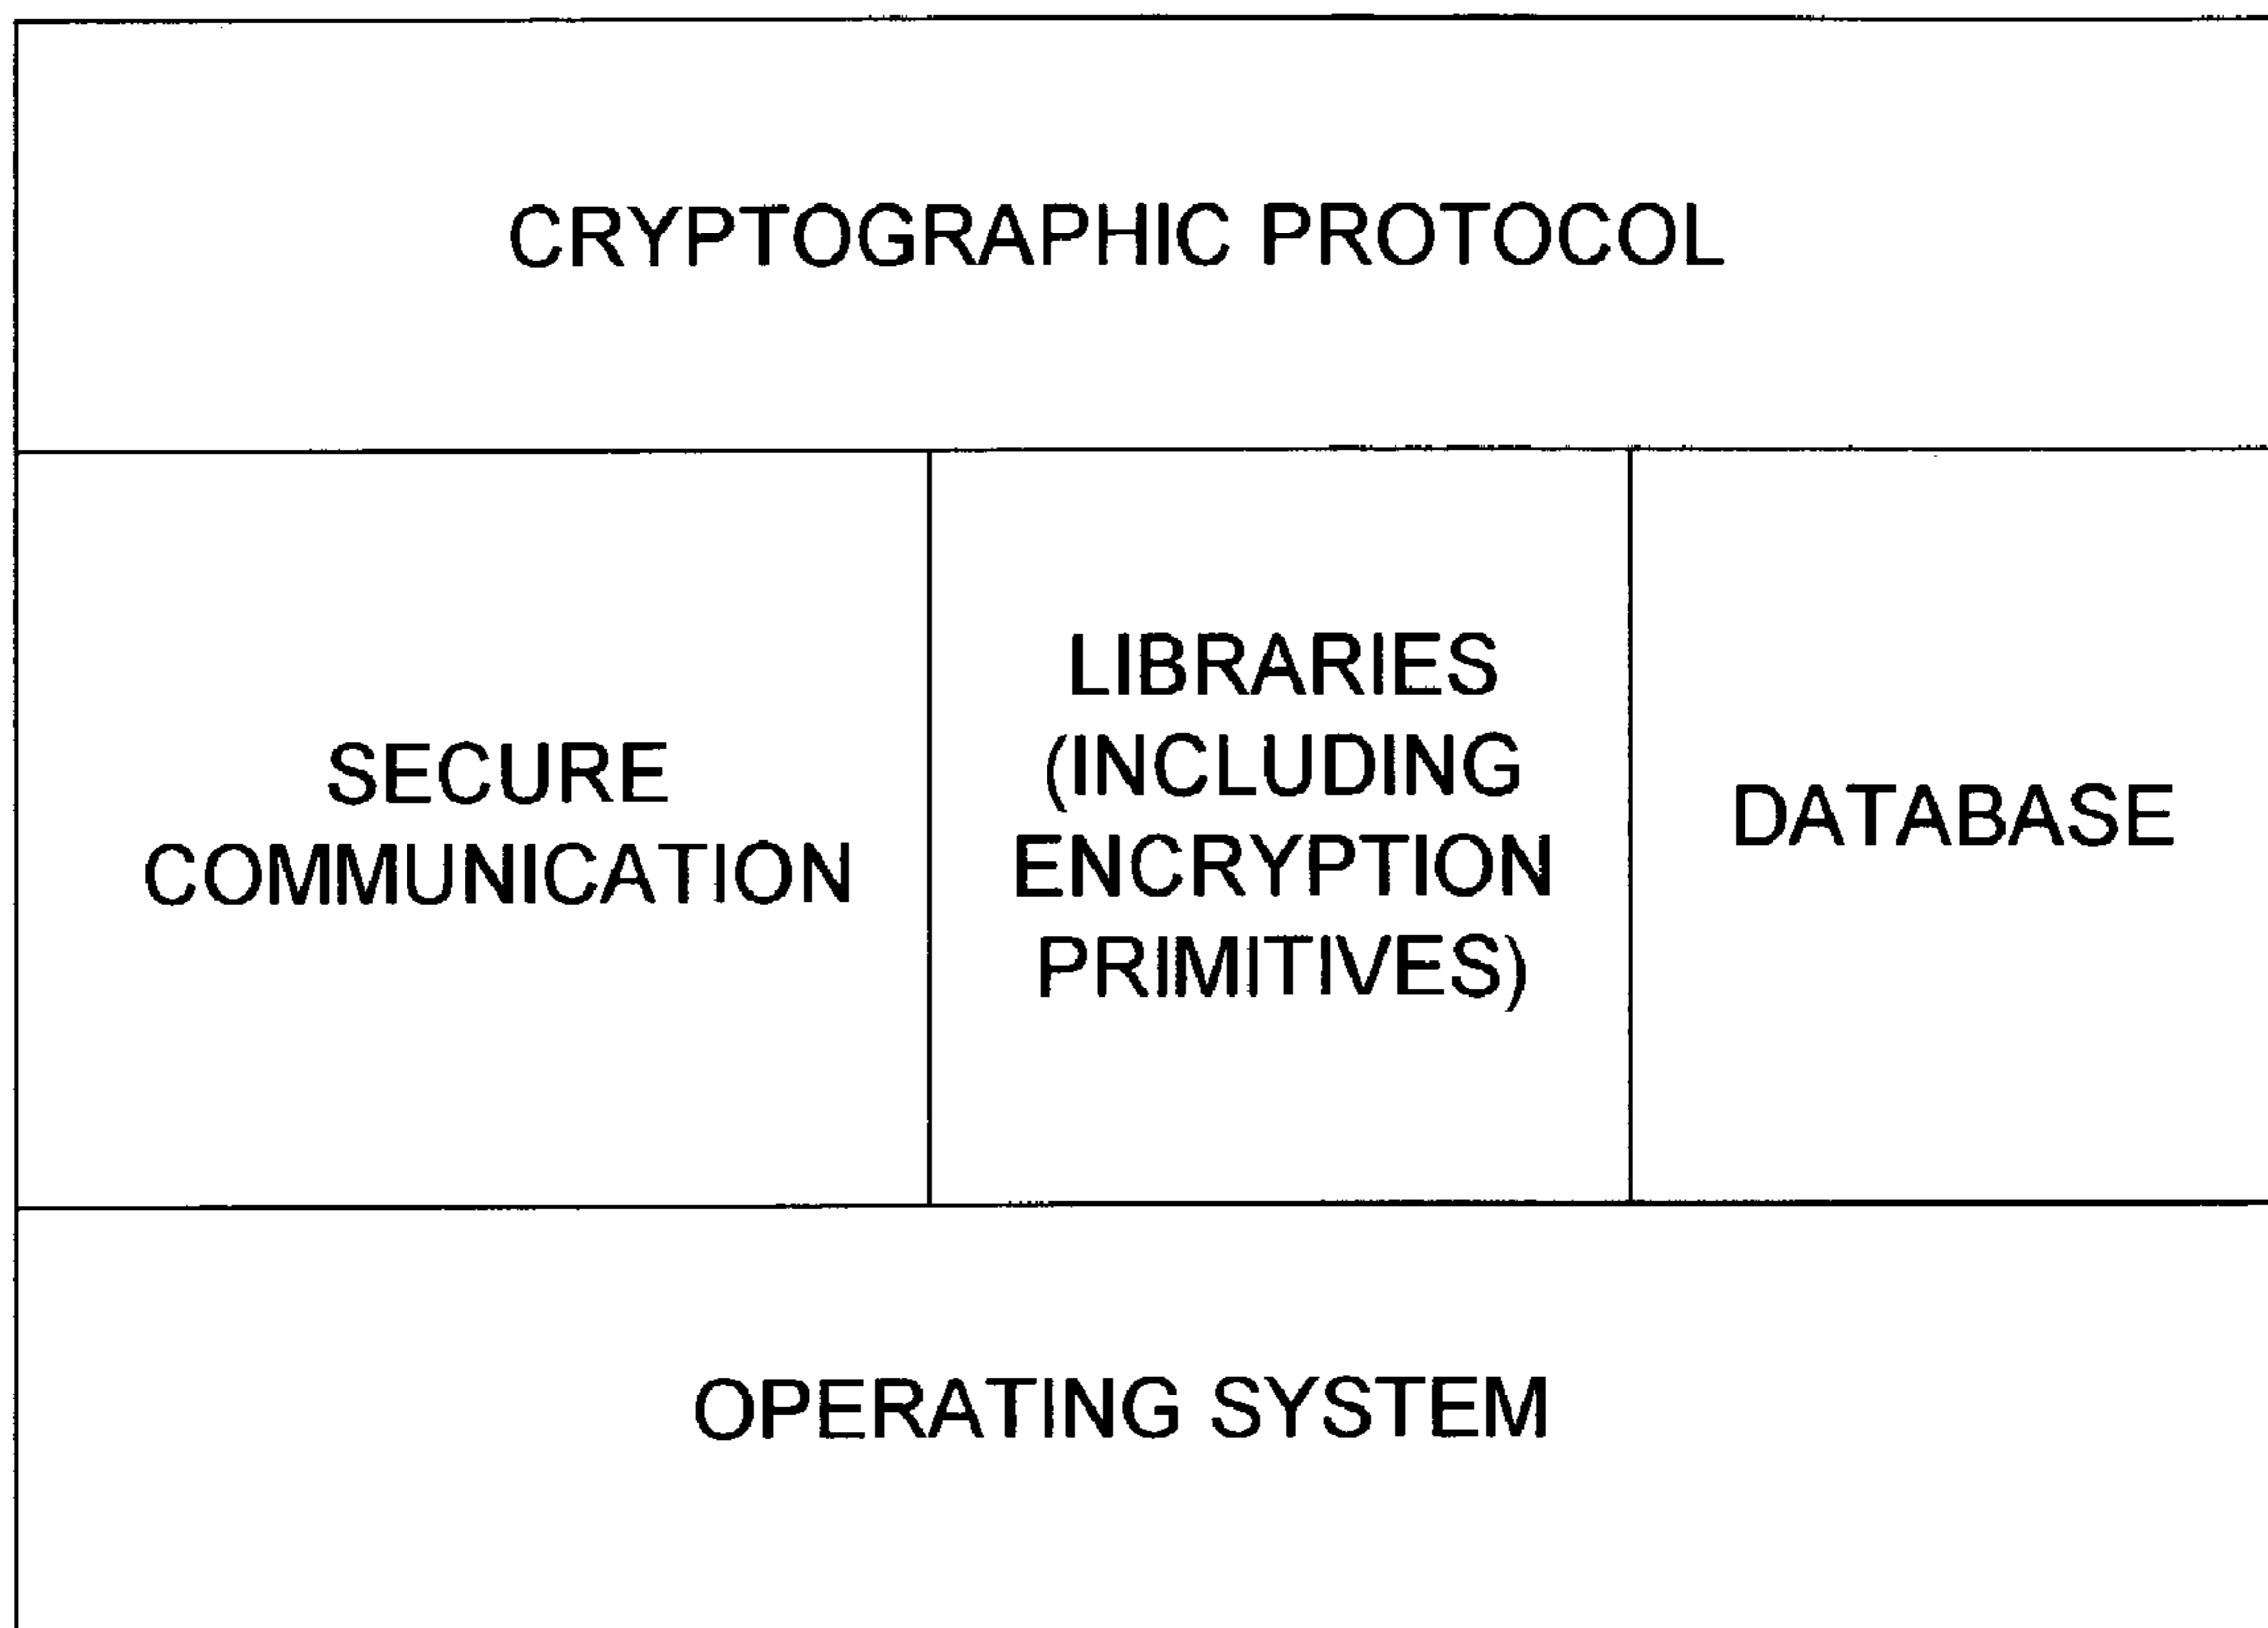 CRYPTOGRAPHIC PROTOCOL
SECURE
COMMUNICATION
LIBRARIES
(INCLUDING
ENCRYPTION
PRIMITIVES)
DATABASE
OPERATING SYSTEM